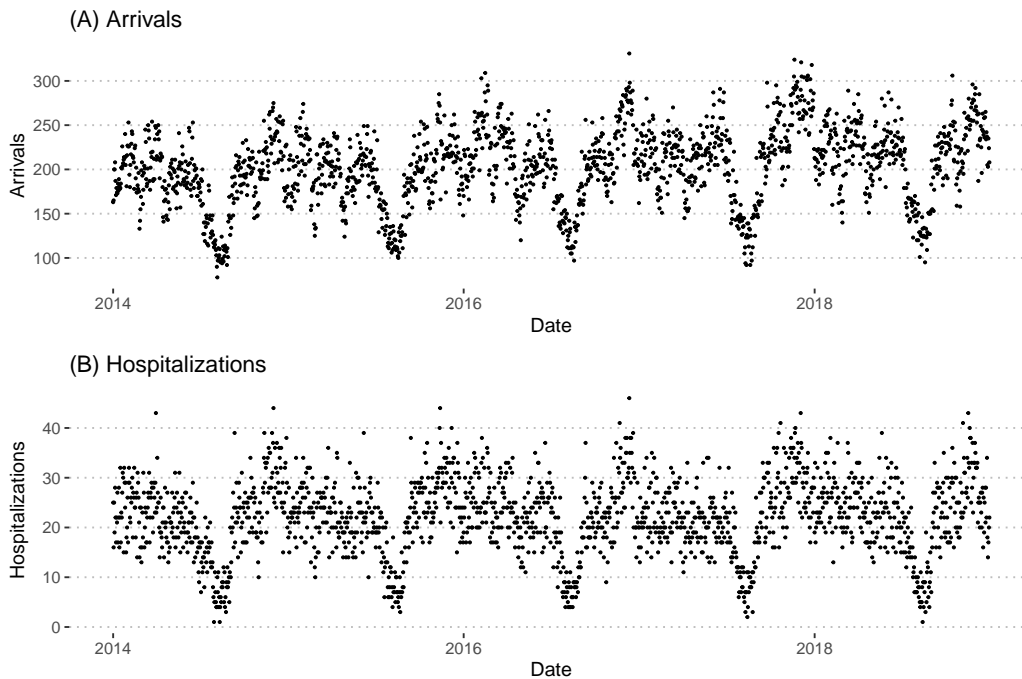 (A) Arrivals
300
250
200
150
100
Arrivals
2014
2016
2018
Date
(B) Hospitalizations
40
30
20
10
0
Hospitalizations
2014
2016
2018
Date